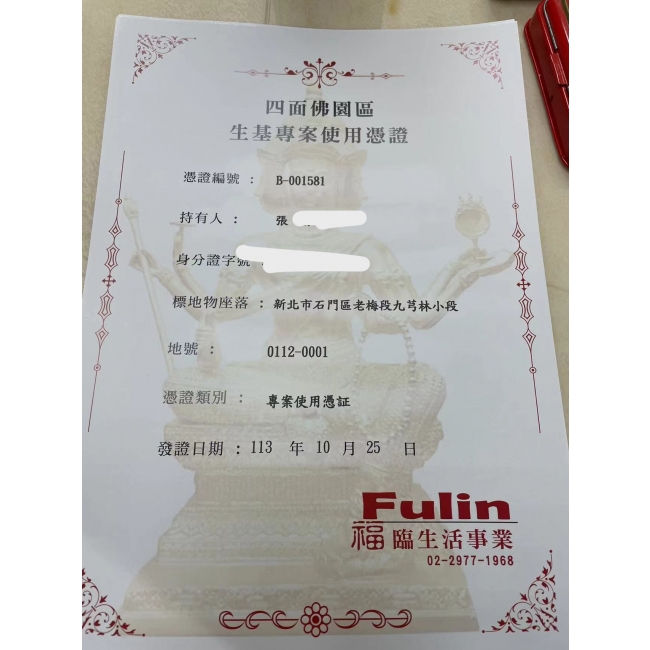 四面佛園區
生基專案使用憑證
憑證編號 : B-001581
持有人 : 張
身分證字號 :
標地物座落 : 新北市石門區老梅段九芎林小段
地號 : 0112-0001
憑證類別 : 專案使用憑証
發證日期 : 113 年 10 月 25 日
Fulin
福臨生活事業
02-2977-1968